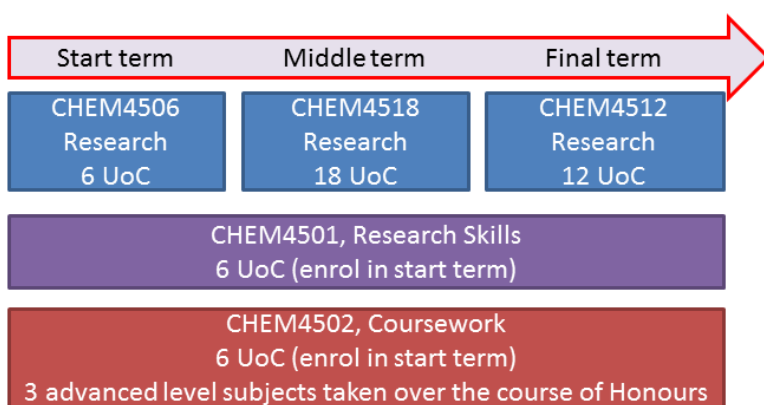 Start term
Middle term
Final term
CHEM4506
Research
6 UoC
CHEM4518
Research
18 UoC
CHEM4512
Research
12 UoC
CHEM4501, Research Skills
6 UoC (enrol in start term)
CHEM4502, Coursework
6 UoC (enrol in start term)
3 advanced level subjects taken over the course of Honours